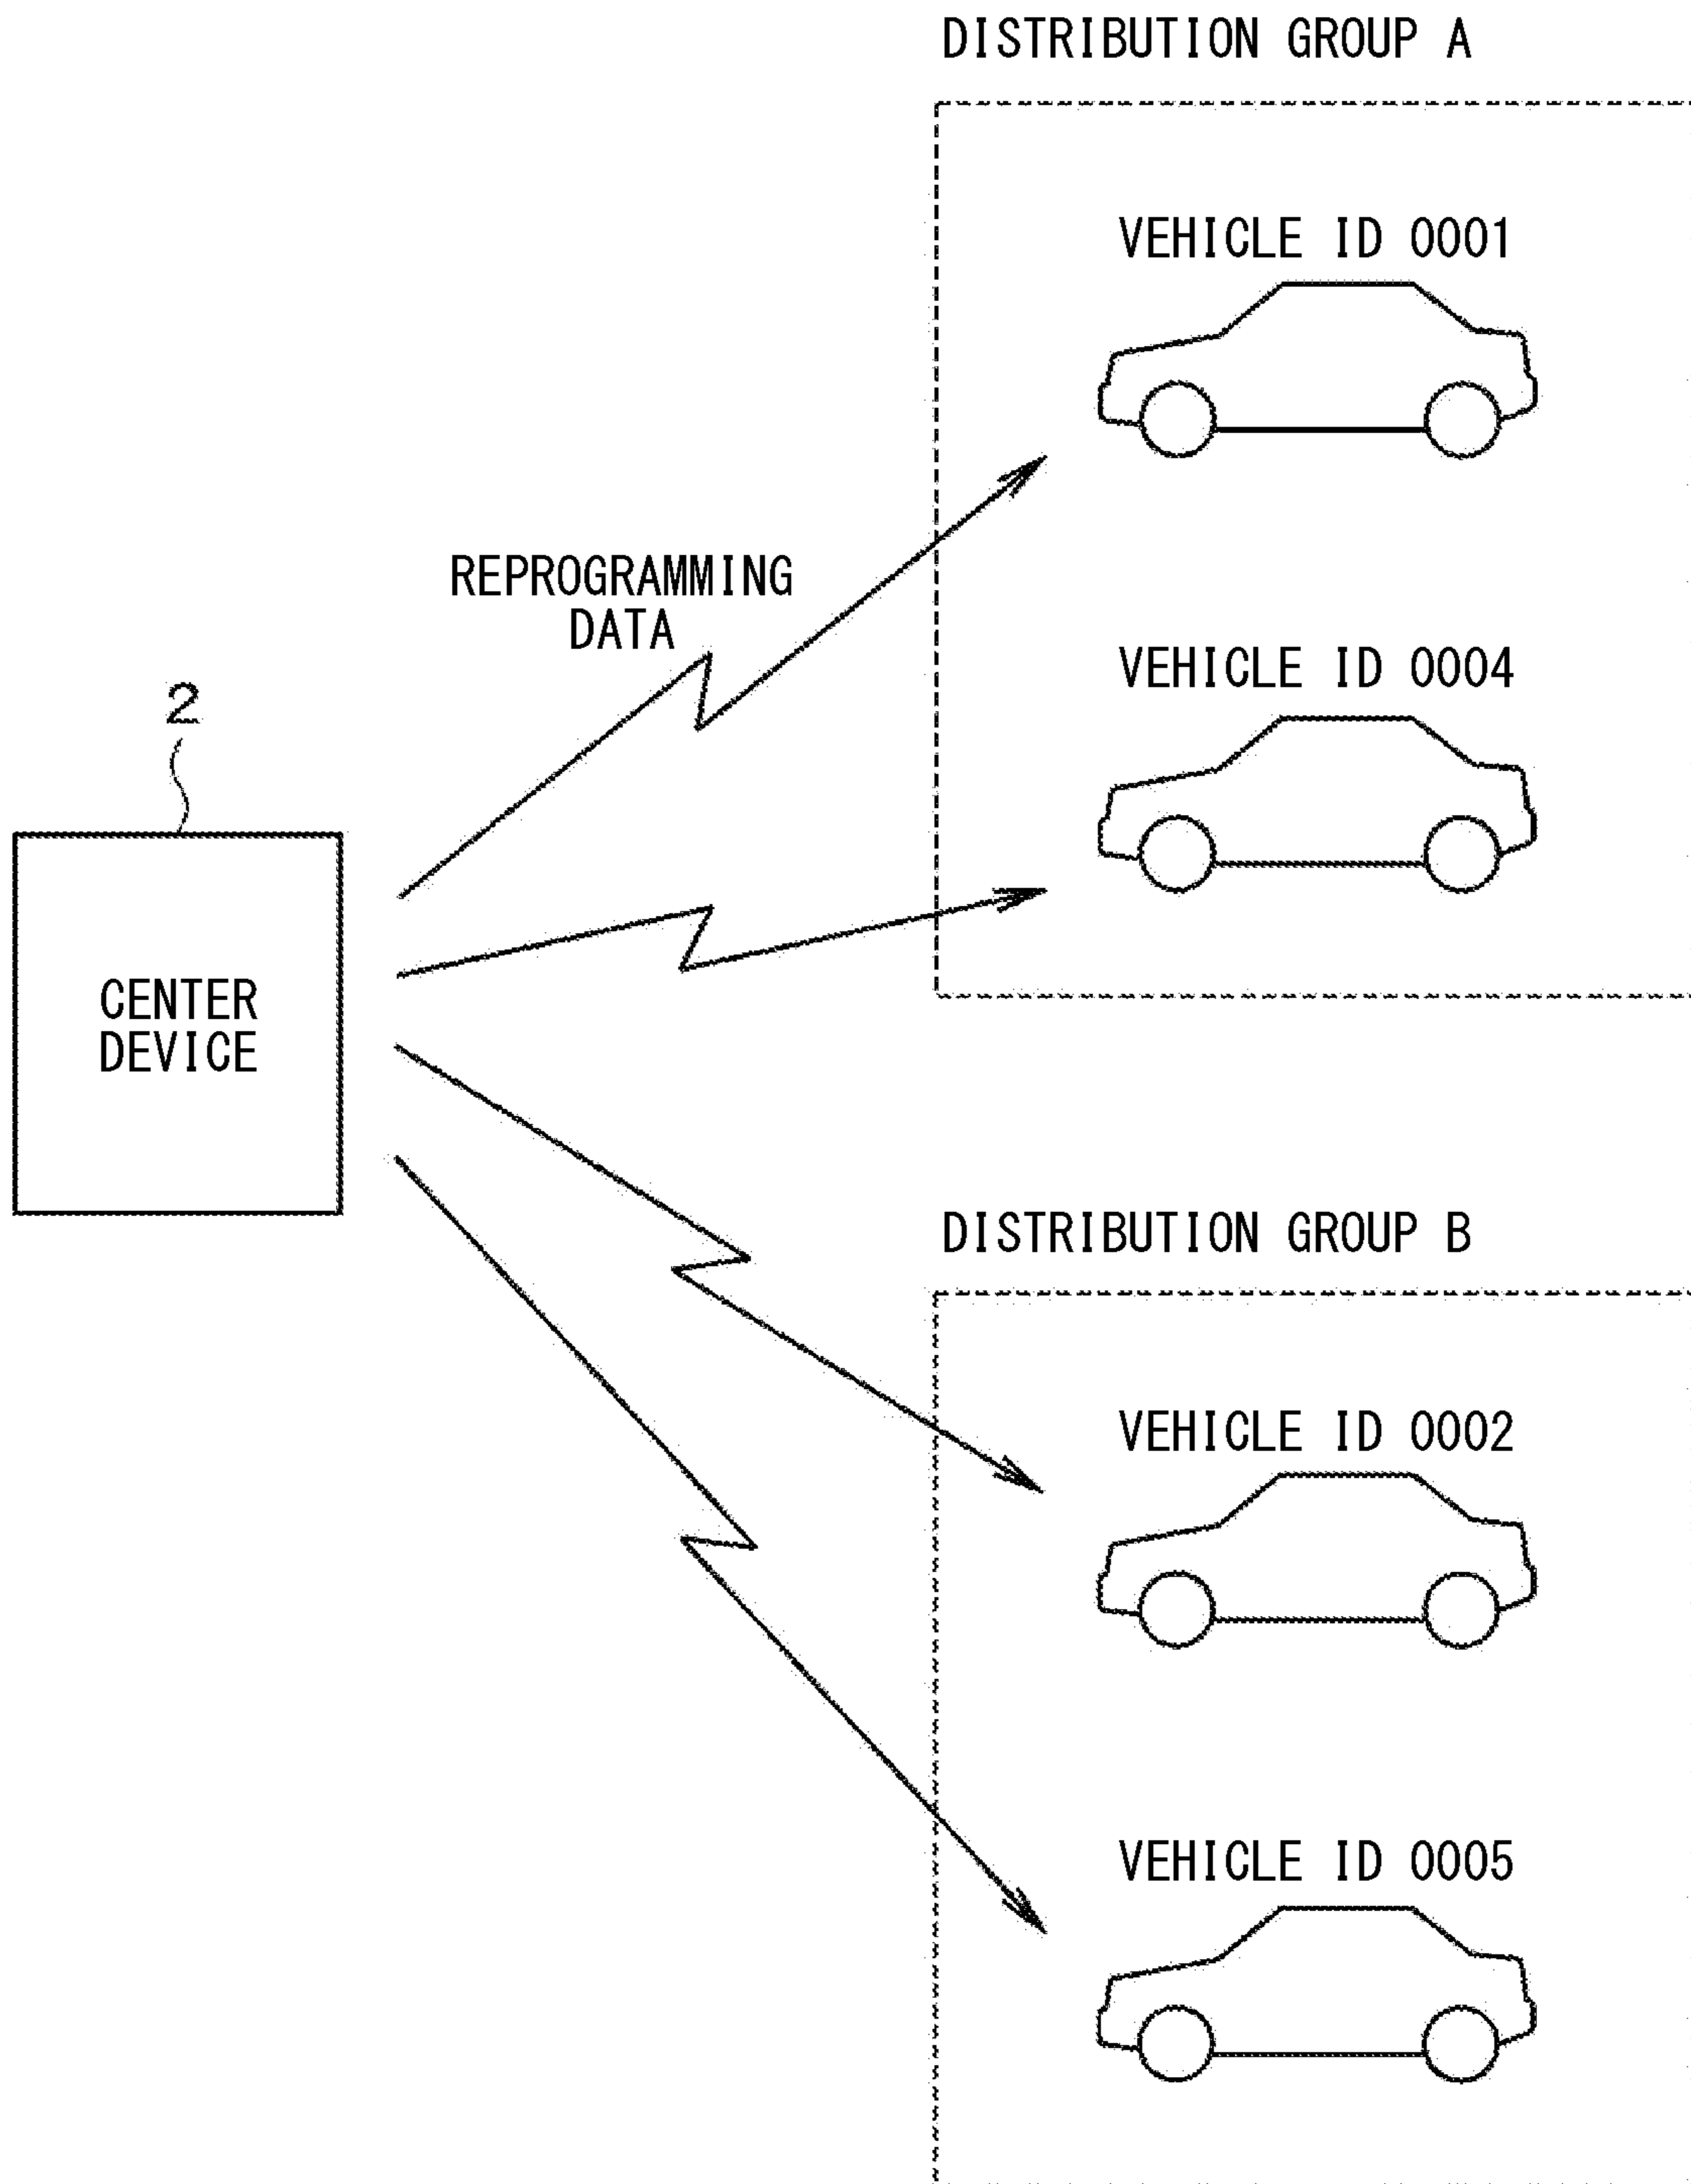 DISTRIBUTION GROUP A
VEHICLE ID 0001
REPROGRAMMING
DATA
VEHICLE ID 0004
2
CENTER
DEVICE
DISTRIBUTION GROUP B
VEHICLE ID 0002
VEHICLE ID 0005